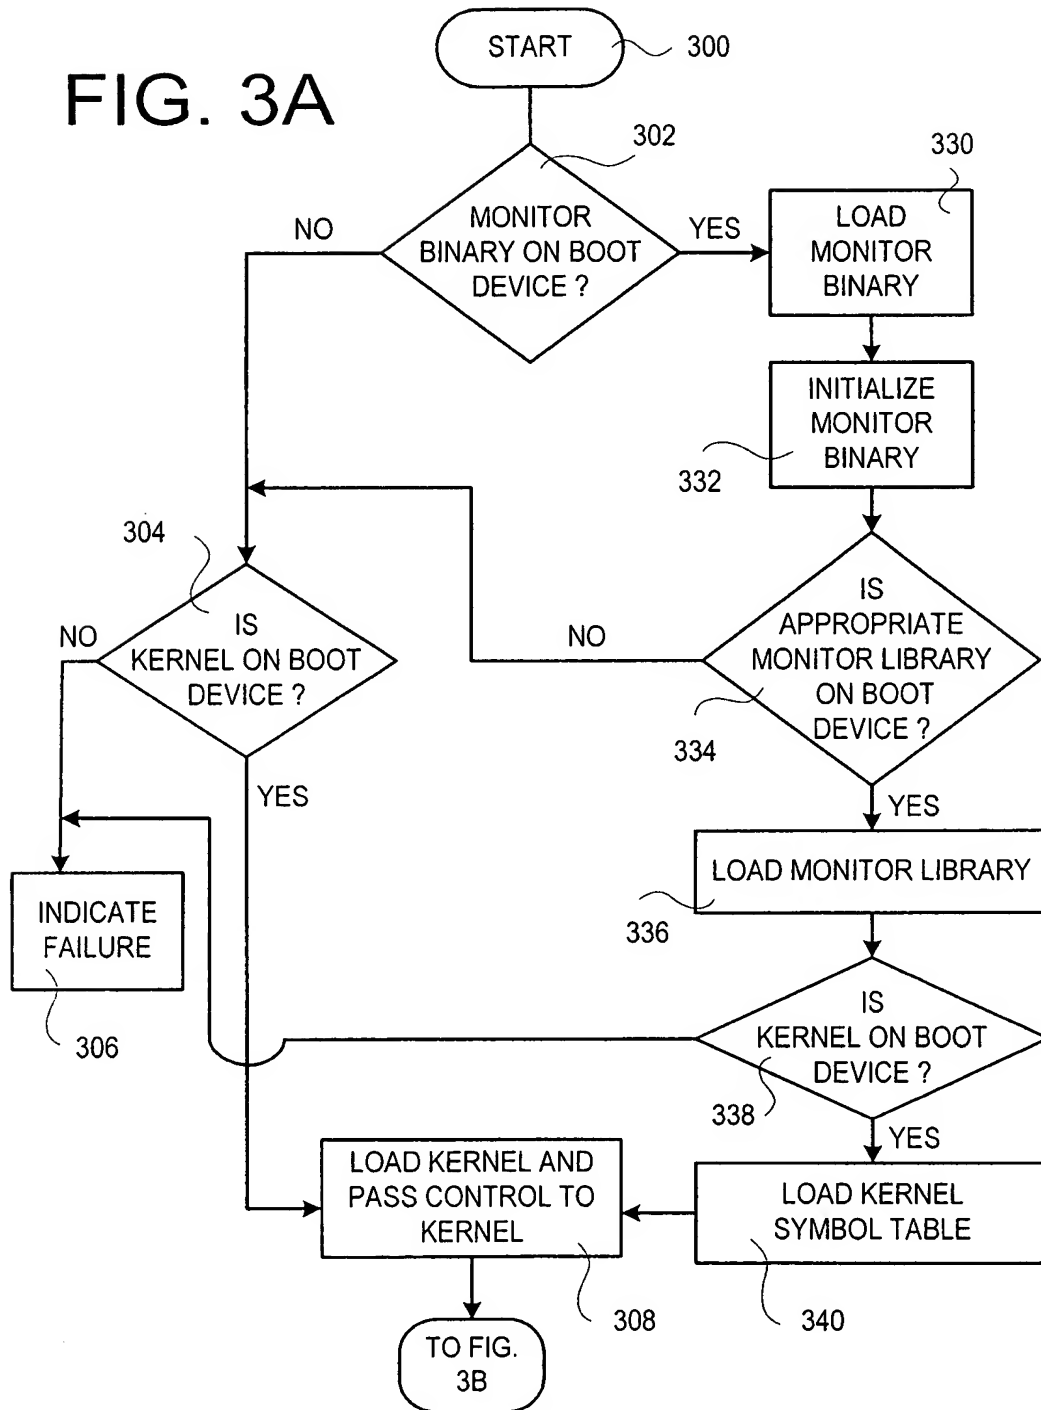 FIG. 3A
START
300
302
MONITOR
BINARY ON BOOT
DEVICE ?
NO
YES
330
LOAD
MONITOR
BINARY
INITIALIZE
MONITOR
BINARY
332
304
IS
KERNEL ON BOOT
DEVICE ?
NO
YES
IS
APPROPRIATE
MONITOR LIBRARY
ON BOOT
DEVICE ?
NO
334
YES
LOAD MONITOR LIBRARY
336
INDICATE
FAILURE
306
IS
KERNEL ON BOOT
DEVICE ?
338
YES
LOAD KERNEL AND
PASS CONTROL TO
KERNEL
308
LOAD KERNEL
SYMBOL TABLE
340
TO FIG.
3B